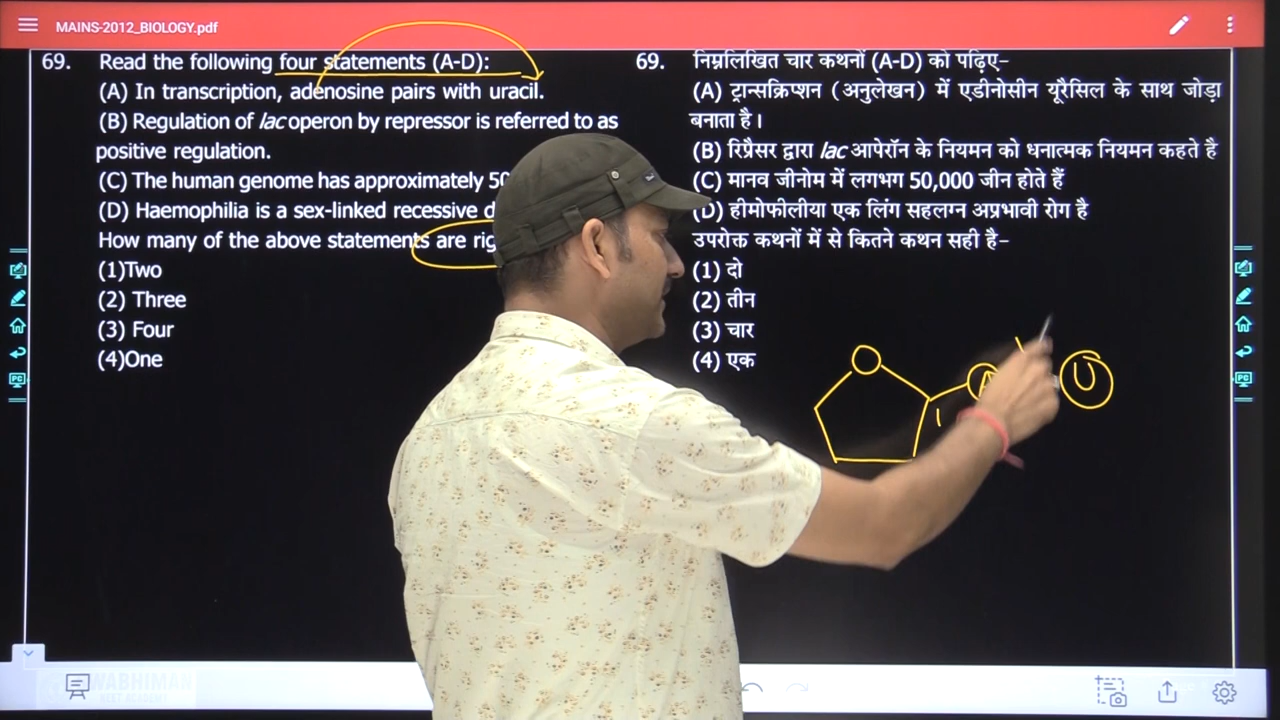 MAINS-2012_BIOLOGY.pdf
69. Read the following four statements (A-D):
(A) In transcription, adenosine pairs with uracil.
(B) Regulation of lac operon by repressor is referred to as
positive regulation.
(C) The human genome has approximately 50
(D) Haemophilia is a sex-linked recessive d
How many of the above statements are rig
(1)Two
(2) Three
(3) Four
(4)One
69. निम्नलिखित चार कथनों (A-D) को पढ़िए-
(A) ट्रान्सक्रिप्शन (अनुलेखन) में एडीनोसीन यूरैसिल के साथ जोड़ा
बनाता है।
(B) रिप्रैसर द्वारा lac आपेरॉन के नियमन को धनात्मक नियमन कहते है
(C) मानव जीनोम में लगभग 50,000 जीन होते हैं
(D) हीमोफीलीया एक लिंग सहलग्न अप्रभावी रोग है
उपरोक्त कथनों में से कितने कथन सही है-
(1) दो
(2) तीन
(3) चार
(4) एक
A U
PC PC